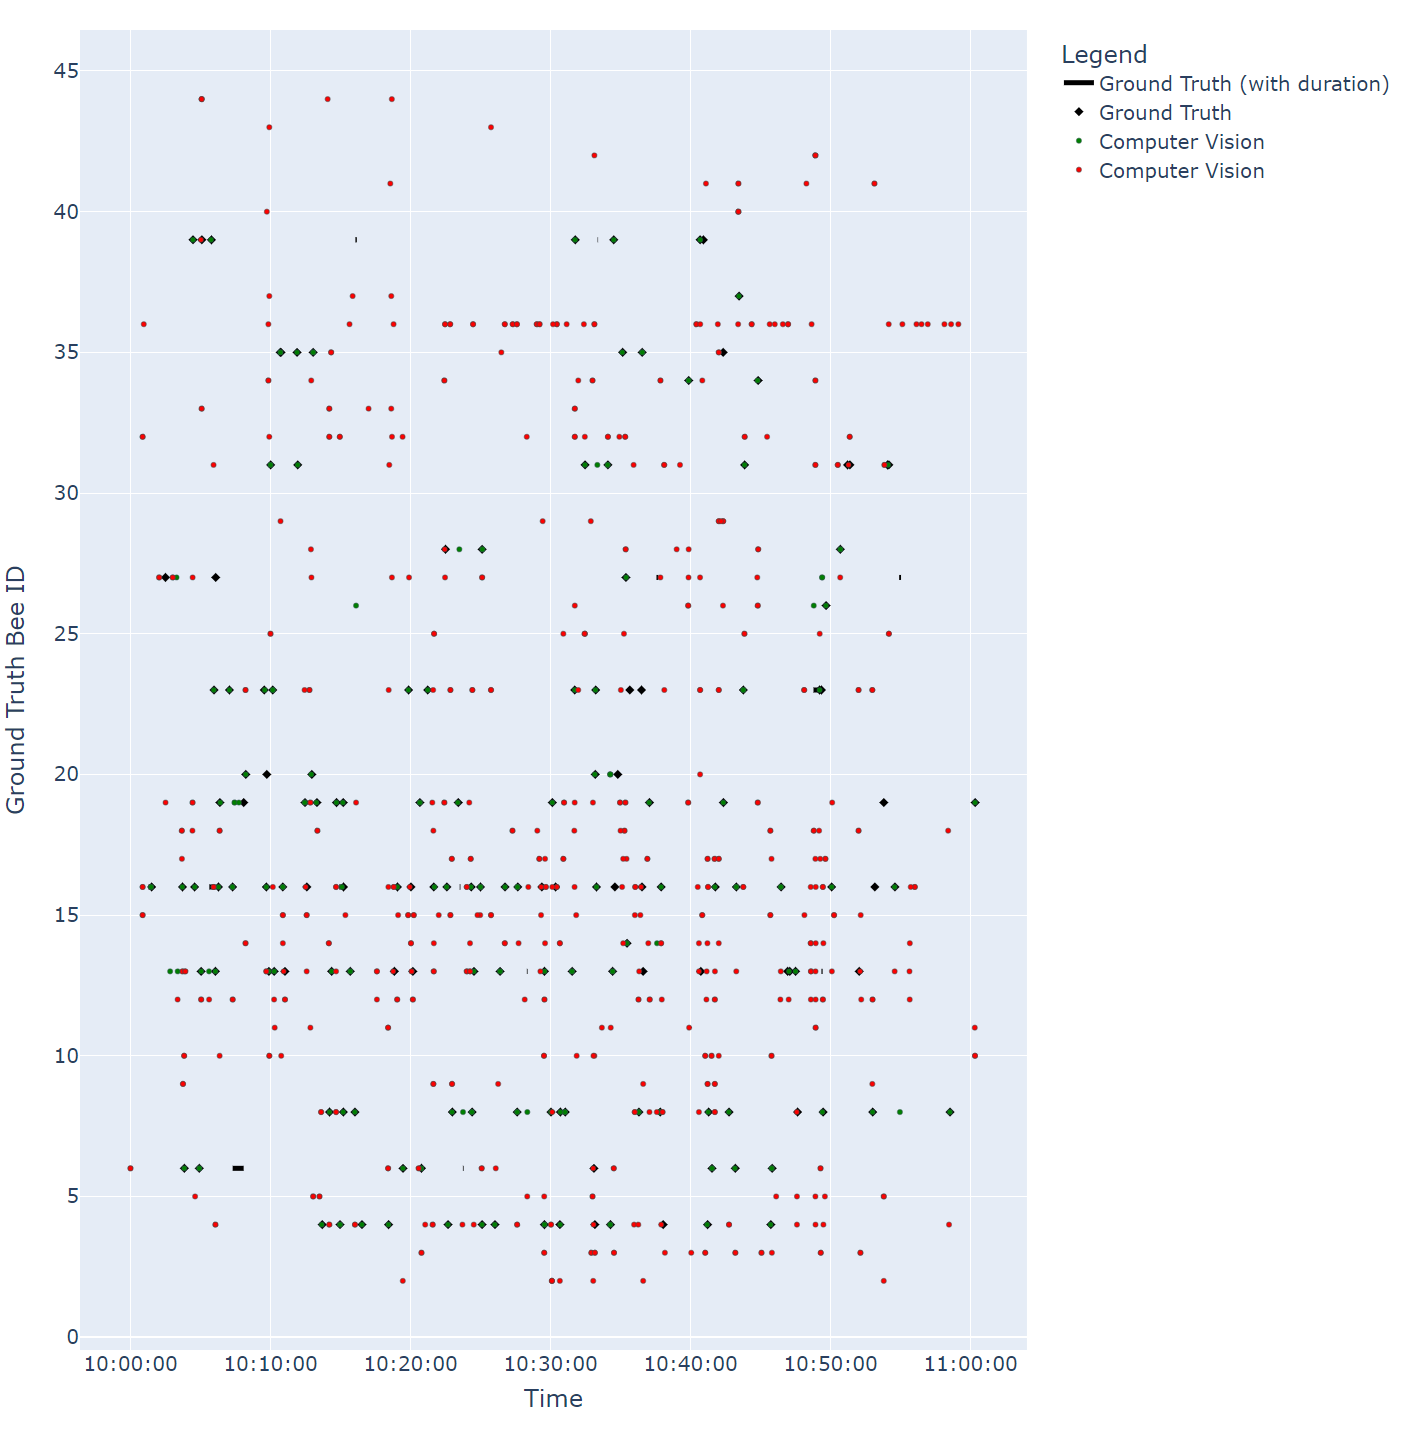 Legend
Ground Truth (with duration)
Ground Truth
Computer Vision
Computer Vision
45
40
35
30
25
20
15
10
5
0
Ground Truth Bee ID
10:00:00 10:10:00 10:20:00 10:30:00 10:40:00 10:50:00 11:00:00
Time